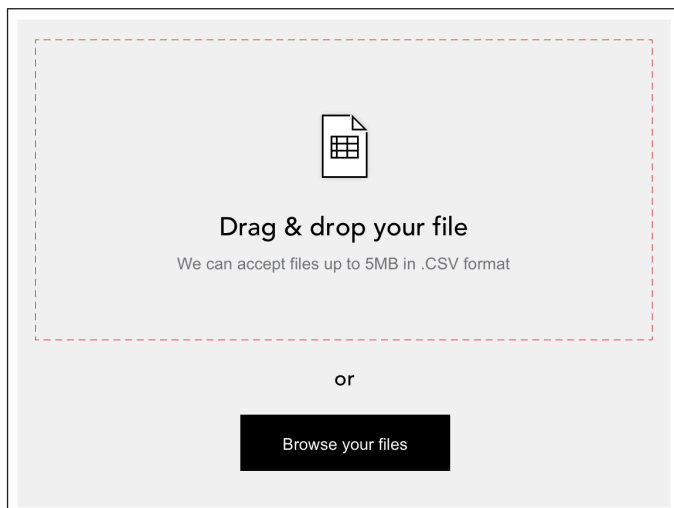 Drag & drop your file
We can accept files up to 5MB in .CSV format
or
Browse your files